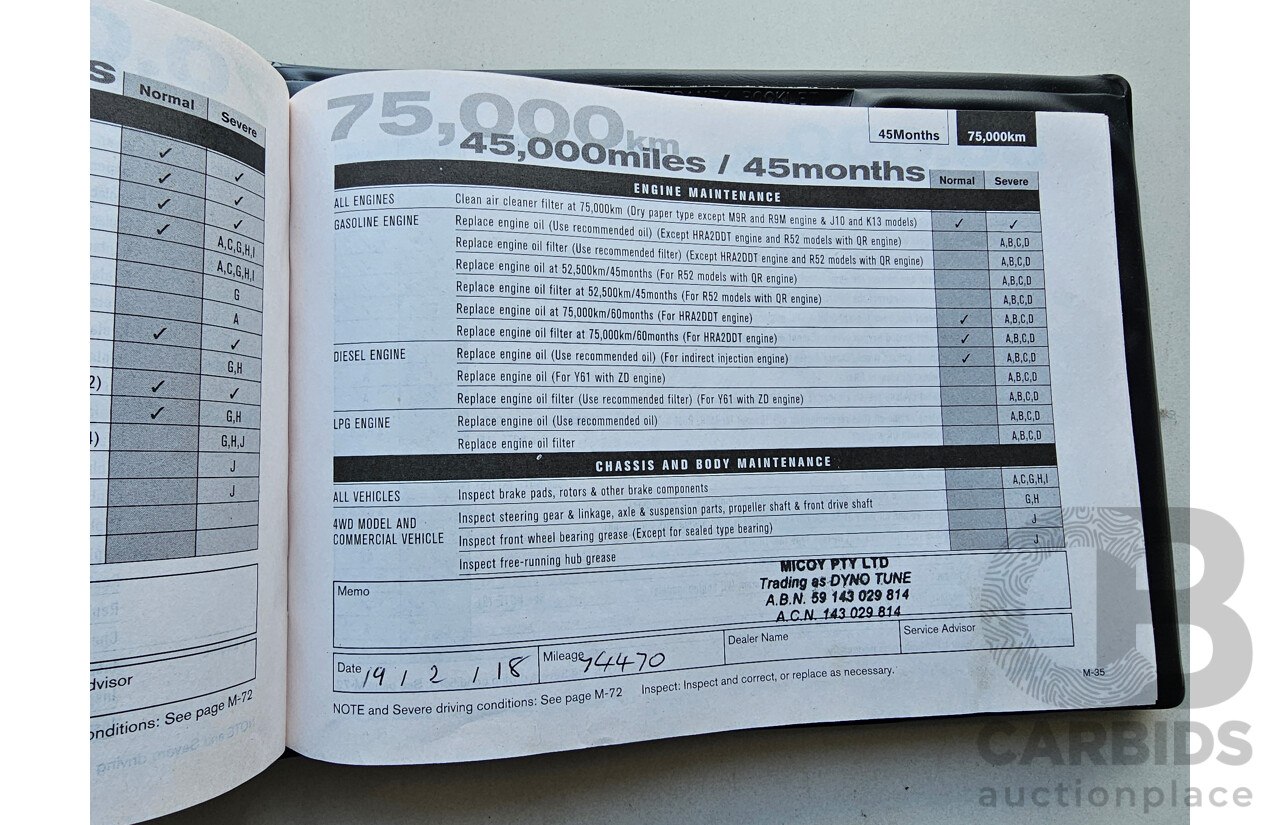 s
Normal
Severe
✓
✓ ✓
✓ ✓
✓ ✓
A,C,G,H,I
A,C,G,H,I
G
A
✓ ✓
G,H
2) ✓ ✓
✓ G,H
4) G,H,J
J
J
dvisor
onditions: See page M-72
75,000km
45,000miles / 45months
45Months 75,000km
Normal Severe
ENGINE MAINTENANCE
ALL ENGINES Clean air cleaner filter at 75,000km (Dry paper type except M9R and R9M engine & J10 and K13 models) ✓ ✓
GASOLINE ENGINE Replace engine oil (Use recommended oil) (Except HRA2DDT engine and R52 models with QR engine) A,B,C,D
Replace engine oil filter (Use recommended filter) (Except HRA2DDT engine and R52 models with QR engine) A,B,C,D
Replace engine oil at 52,500km/45months (For R52 models with QR engine) A,B,C,D
Replace engine oil filter at 52,500km/45months (For R52 models with QR engine) A,B,C,D
Replace engine oil at 75,000km/60months (For HRA2DDT engine) ✓ A,B,C,D
Replace engine oil filter at 75,000km/60months (For HRA2DDT engine) ✓ A,B,C,D
DIESEL ENGINE Replace engine oil (Use recommended oil) (For indirect injection engine) ✓ A,B,C,D
Replace engine oil (For Y61 with ZD engine) A,B,C,D
Replace engine oil filter (Use recommended filter) (For Y61 with ZD engine) A,B,C,D
LPG ENGINE Replace engine oil (Use recommended oil) A,B,C,D
Replace engine oil filter A,B,C,D
CHASSIS AND BODY MAINTENANCE
ALL VEHICLES Inspect brake pads, rotors & other brake components A,C,G,H,I
Inspect steering gear & linkage, axle & suspension parts, propeller shaft & front drive shaft G,H
4WD MODEL AND
COMMERCIAL VEHICLE Inspect front wheel bearing grease (Except for sealed type bearing) J
Inspect free-running hub grease J
Memo
MICOY PTY LTD
Trading as DYNO TUNE
A.B.N. 59 143 029 814
A.C.N. 143 029 814
Date 19 / 2 / 18 Mileage 74470 Dealer Name Service Advisor
NOTE and Severe driving conditions: See page M-72 Inspect: Inspect and correct, or replace as necessary. M-35
CB
CARBIDS
auctionplace